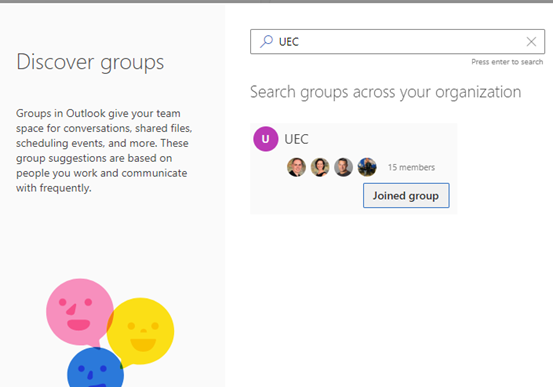 Discover groups
Groups in Outlook give your team
space for conversations, shared files,
scheduling events, and more. These
group suggestions are based on
people you work and communicate
with frequently.
UEC
Press enter to search
Search groups across your organization
U
UEC
15 members
Joined group